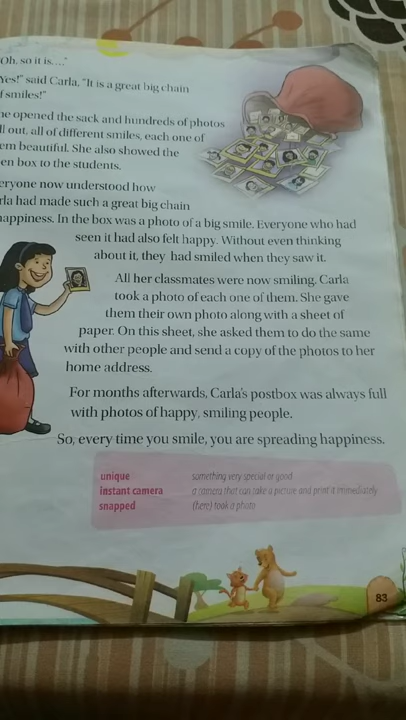 Oh, so it is...."
Yes!" said Carla, "It is a great big chain
f smiles!"
he opened the sack and hundreds of photos
ll out, all of different smiles, each one of
em beautiful. She also showed the
en box to the students.
eryone now understood how
rla had made such a great big chain
happiness. In the box was a photo of a big smile. Everyone who had
seen it had also felt happy. Without even thinking
about it, they had smiled when they saw it.
All her classmates were now smiling. Carla
took a photo of each one of them. She gave
them their own photo along with a sheet of
paper. On this sheet, she asked them to do the same
with other people and send a copy of the photos to her
home address.
For months afterwards, Carla's postbox was always full
with photos of happy, smiling people.
So, every time you smile, you are spreading happiness.
unique something very special or good
instant camera a camera that can take a picture and print it immediately
snapped (here) took a photo
83